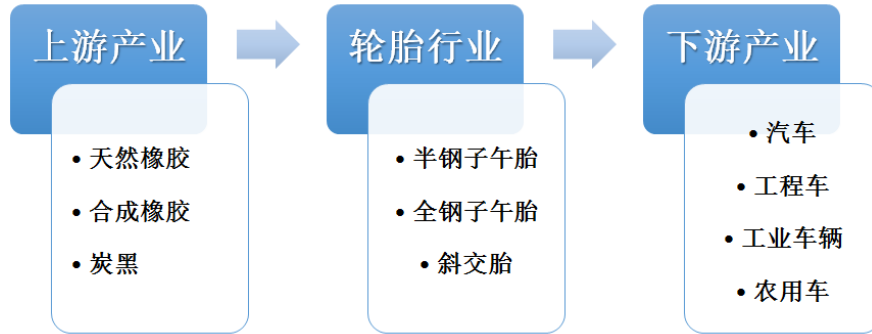 上游产业
• 天然橡胶
• 合成橡胶
• 炭黑
轮胎行业
• 半钢子午胎
• 全钢子午胎
• 斜交胎
下游产业
• 汽车
• 工程车
• 工业车辆
• 农用车